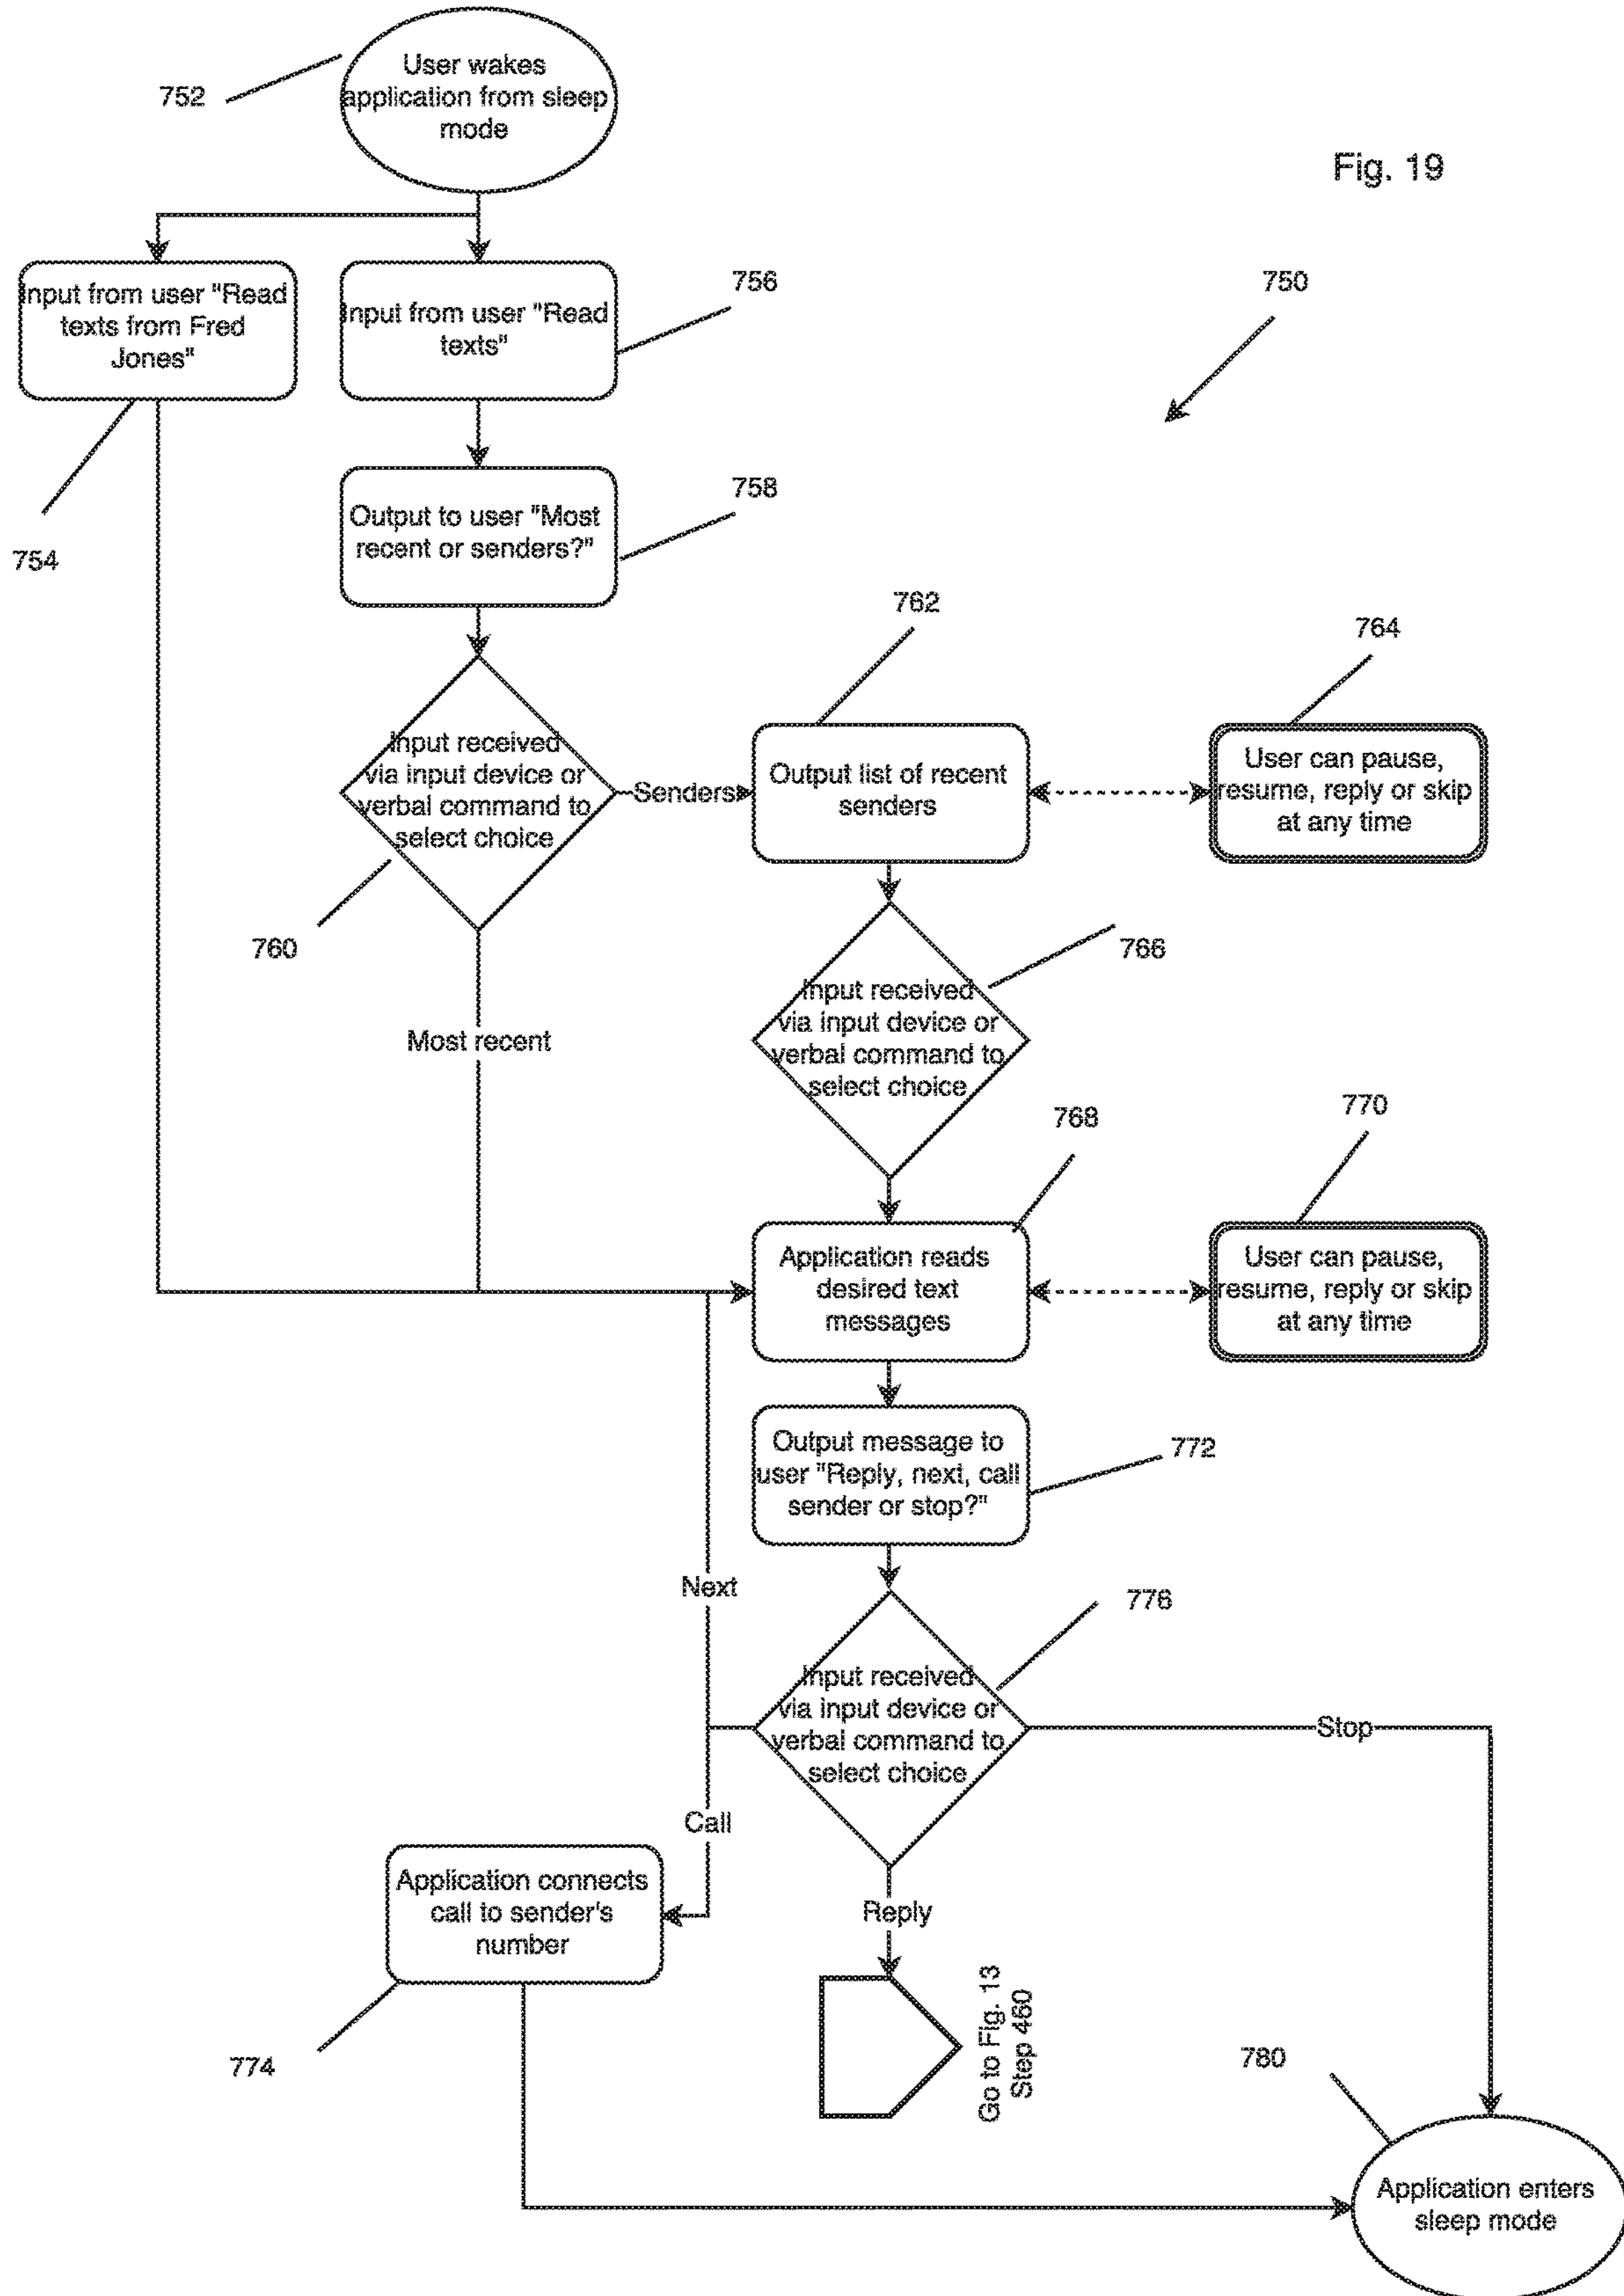 752
User wakes
application from sleep
mode
Fig. 19
Input from user "Read
texts from Fred
Jones"
Input from user "Read
texts"
756
750
754
Output to user "Most
recent or senders?"
758
762
764
Input received
via input device or
verbal command to
select choice
Senders
Output list of recent
senders
User can pause,
resume, reply or skip
at any time
760
766
Most recent
Input received
via input device or
verbal command to
select choice
768
770
Application reads
desired text
messages
User can pause,
resume, reply or skip
at any time
Output message to
user "Reply, next, call
sender or stop?"
772
Next
776
Input received
via input device or
verbal command to
select choice
Stop
Call
Application connects
call to sender's
number
Reply
Go to Fig. 13
Step 460
774
780
Application enters
sleep mode